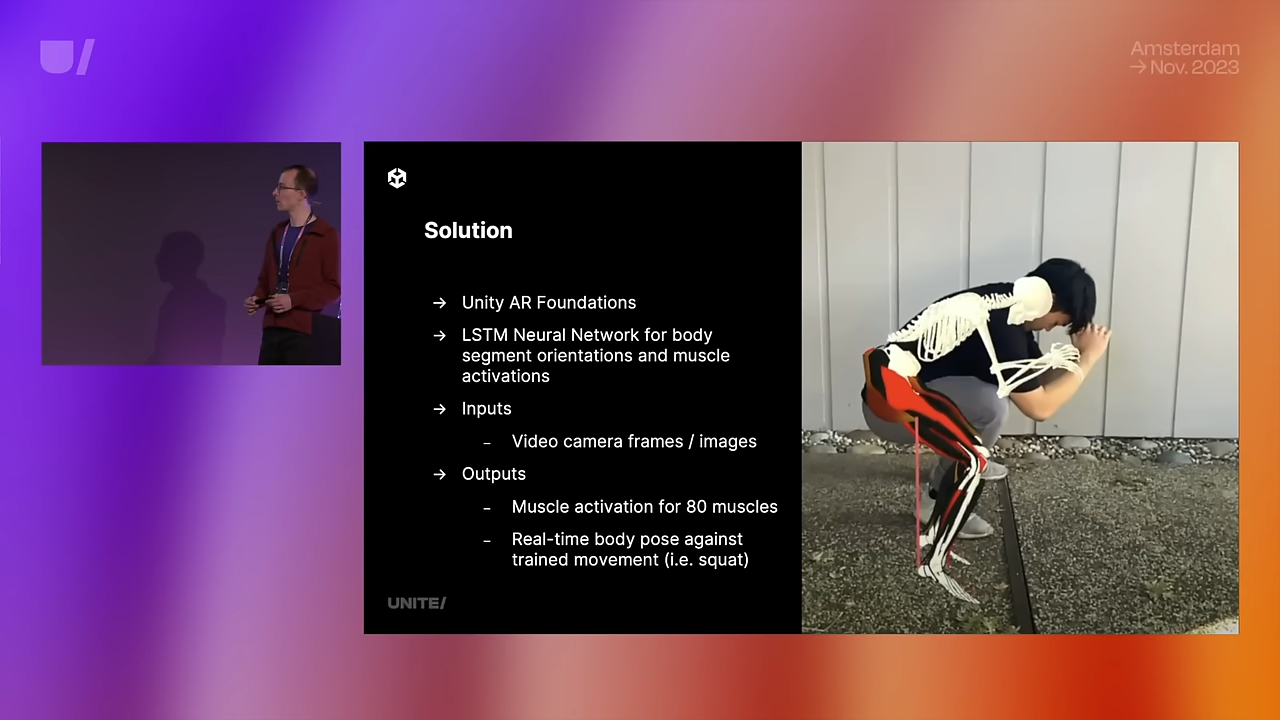 U/
Amsterdam
→ Nov. 2023
Solution
→ Unity AR Foundations
→ LSTM Neural Network for body
segment orientations and muscle
activations
→ Inputs
– Video camera frames / images
→ Outputs
– Muscle activation for 80 muscles
– Real-time body pose against
trained movement (i.e. squat)
UNITE/